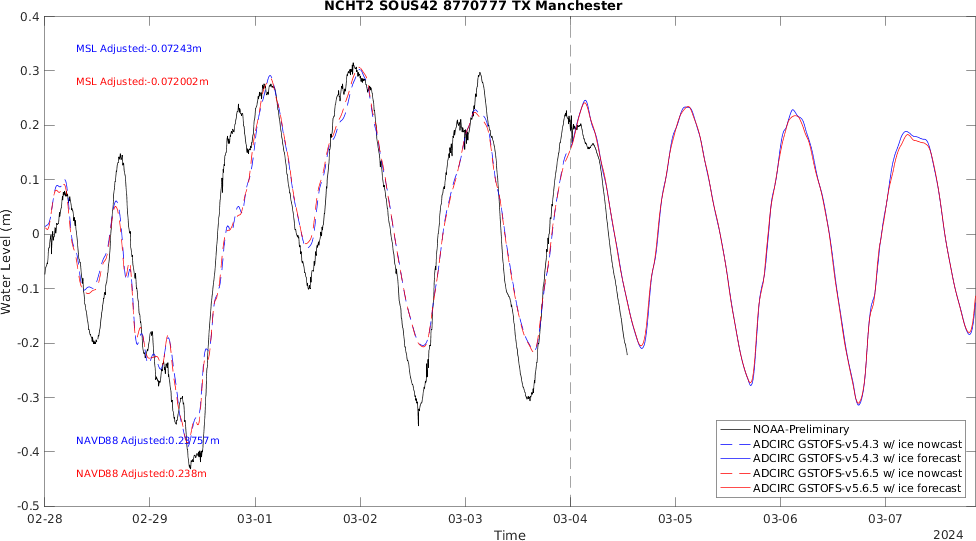 NCHT2 SOUS42 8770777 TX Manchester
0.4
MSL Adjusted:-0.07243m
0.3
MSL Adjusted:-0.072002m
0.2
0.1
Water Level (m)
0
-0.1
-0.2
-0.3
NOAA-Preliminary
NAVD88 Adjusted:0.23757m
ADCIRC GSTOFS-v5.4.3 w/ ice nowcast
-0.4
ADCIRC GSTOFS-v5.4.3 w/ ice forecast
NAVD88 Adjusted:0.238m
ADCIRC GSTOFS-v5.6.5 w/ ice nowcast
ADCIRC GSTOFS-v5.6.5 w/ ice forecast
-0.5
02-28 02-29 03-01 03-02 03-03 03-04 03-05 03-06 03-07
Time
2024